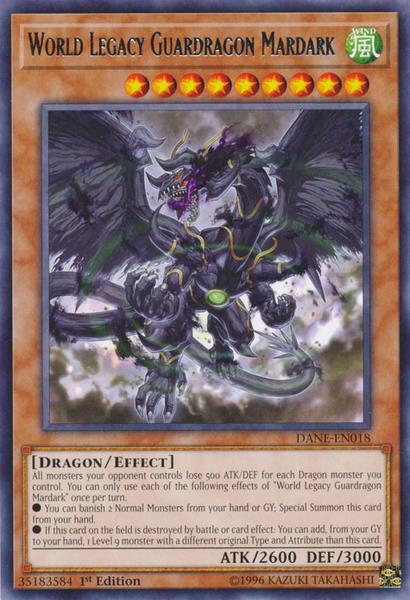 World Legacy Guardragon Mardark
WIND
風
DANE-EN018
[Dragon/Effect]
All monsters your opponent controls lose 500 ATK/DEF for each Dragon monster you
control. You can only use each of the following effects of "World Legacy Guardragon
Mardark" once per turn.
● You can banish 2 Normal Monsters from your hand or GY; Special Summon this card
from your hand.
● If this card on the field is destroyed by battle or card effect: You can add, from your GY
to your hand, 1 Level 9 monster with a different original Type and Attribute than this card.
ATK/2600 DEF/3000
35183584 1st Edition ©1996 KAZUKI TAKAHASHI